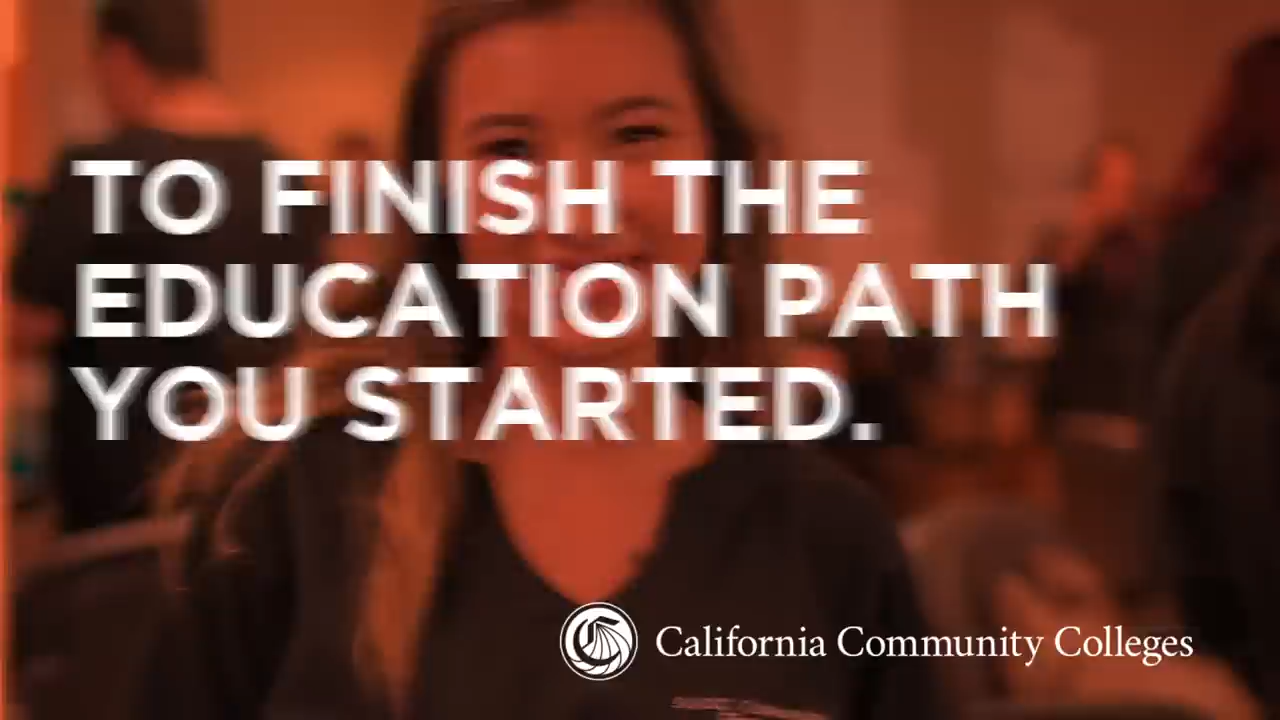 TO FINISH THE
EDUCATION PATH
YOU STARTED.
California Community Colleges